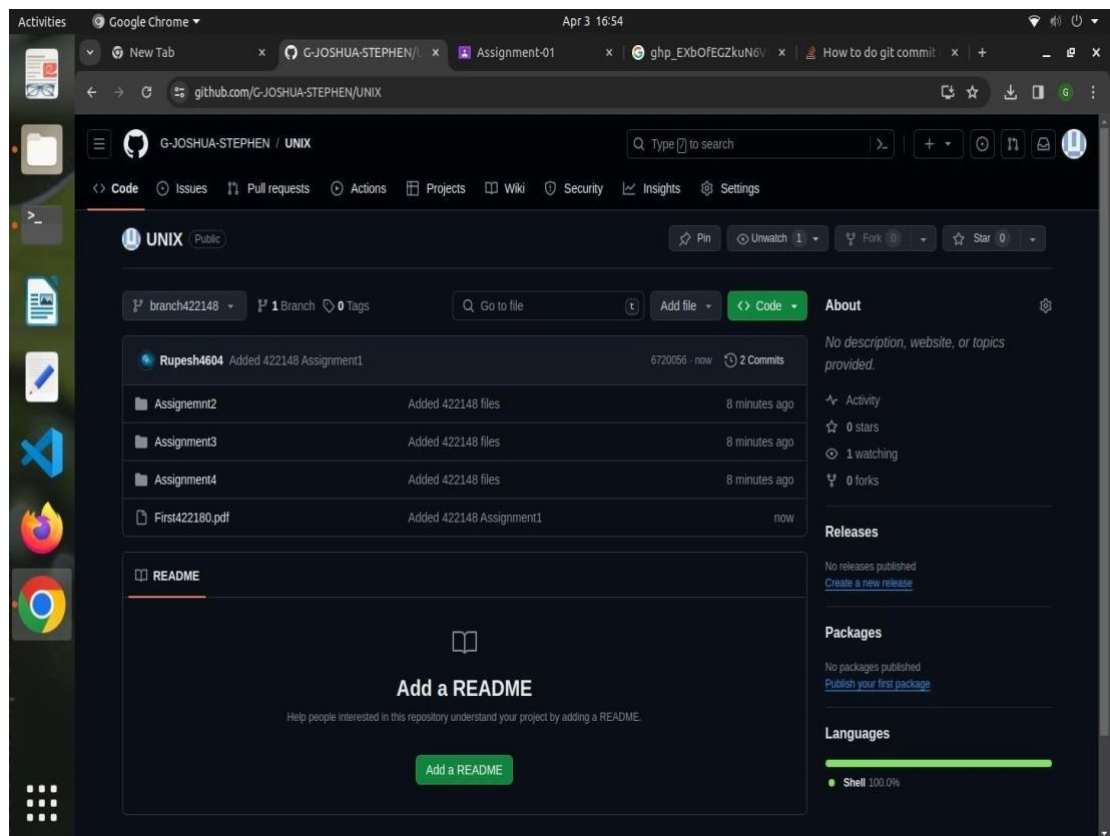 Activities Google Chrome Apr 3 16:54
New Tab G-JOSHUA-STEPHEN/ Assignment-01 How to do git commit
github.com/G-JOSHUA-STEPHEN/UNIX G
G-JOSHUA-STEPHEN / UNIX Type / to search
Code Issues Pull requests Actions Projects Wiki Security Insights Settings
UNIX Public Pin Unwatch 1 Fork 0 Star 0
branch422148 1 Branch 0 Tags Go to file t Add file Code About
No description, website, or topics
provided.
Rupesh4604 Added 422148 Assignment1 6720056 · now 2 Commits
Assignemnt2 Added 422148 files 8 minutes ago
Assignment3 Added 422148 files 8 minutes ago
Assignment4 Added 422148 files 8 minutes ago
First422180.pdf Added 422148 Assignment1 now
Activity
0 stars
1 watching
0 forks
Releases
No releases published
Create a new release
README
Add a README
Help people interested in this repository understand your project by adding a README.
Add a README
Packages
No packages published
Publish your first package
Languages
Shell 100.0%